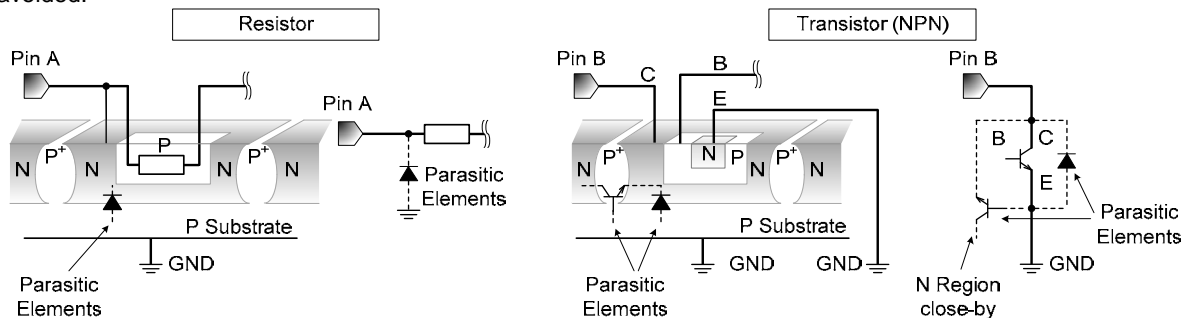 avoided.
Resistor
Transistor (NPN)
Pin A
Pin A
N
P+
N
P
P+
N
N
Parasitic
Elements
P Substrate
GND
Parasitic
Elements
Pin B
C
B
E
N
P+
N
N
P
P+
N
N
P Substrate
GND
GND
Parasitic
Elements
Pin B
B
C
E
Parasitic
Elements
GND
N Region
close-by